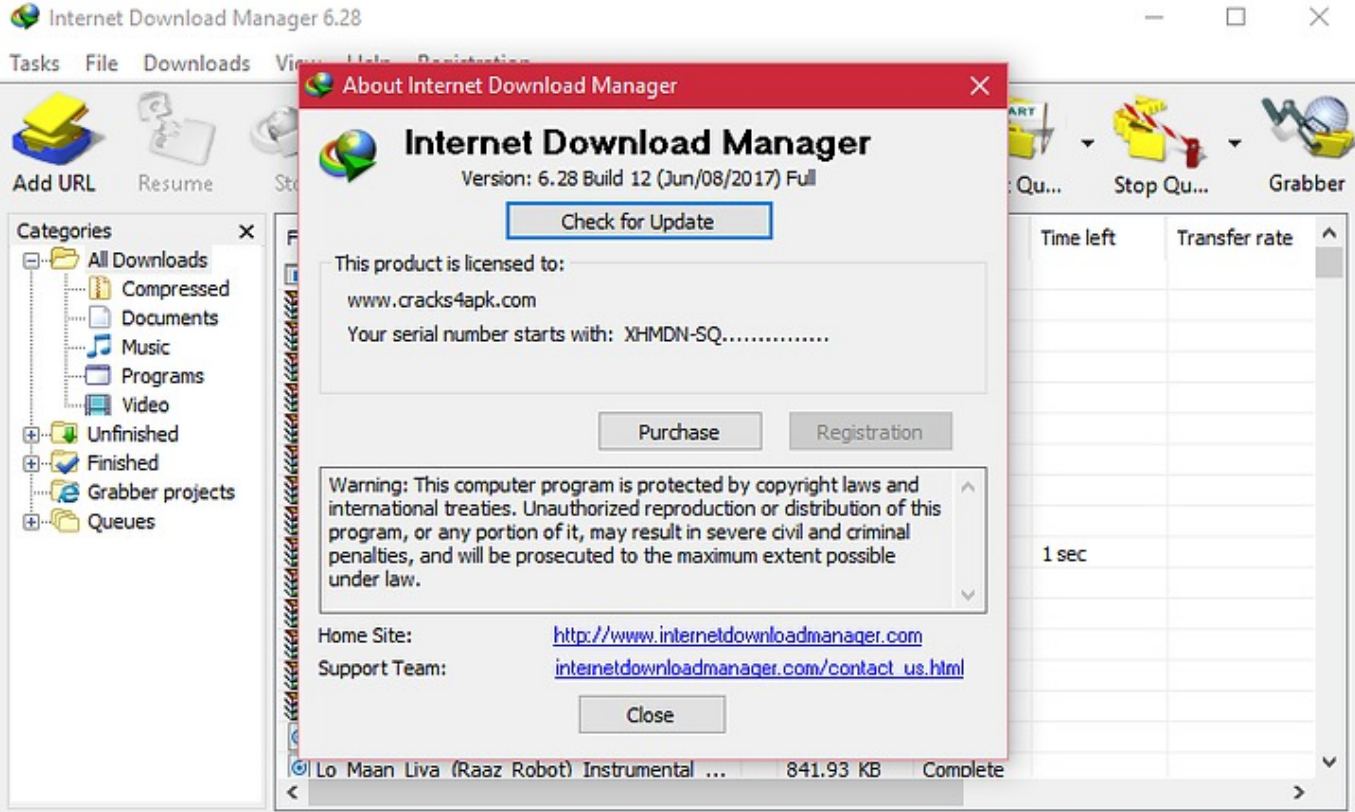 Internet Download Manager 6.28
Tasks File Downloads View Help Registration
Add URL
Resume
Qu...
Stop Qu...
Grabber
Categories
All Downloads
Compressed
Documents
Music
Programs
Video
Unfinished
Finished
Grabber projects
Queues
About Internet Download Manager
Internet Download Manager
Version: 6.28 Build 12 (Jun/08/2017) Full
Check for Update
This product is licensed to:
www.cracks4apk.com
Your serial number starts with: XHMDN-SQ...............
Purchase
Registration
Warning: This computer program is protected by copyright laws and
international treaties. Unauthorized reproduction or distribution of this
program, or any portion of it, may result in severe civil and criminal
penalties, and will be prosecuted to the maximum extent possible
under law.
Home Site: http://www.internetdownloadmanager.com
Support Team: internetdownloadmanager.com/contact_us.html
Close
Time left Transfer rate
1 sec
Lo Maan Liya (Raaz Robot) Instrumental ... 841.93 KB Complete